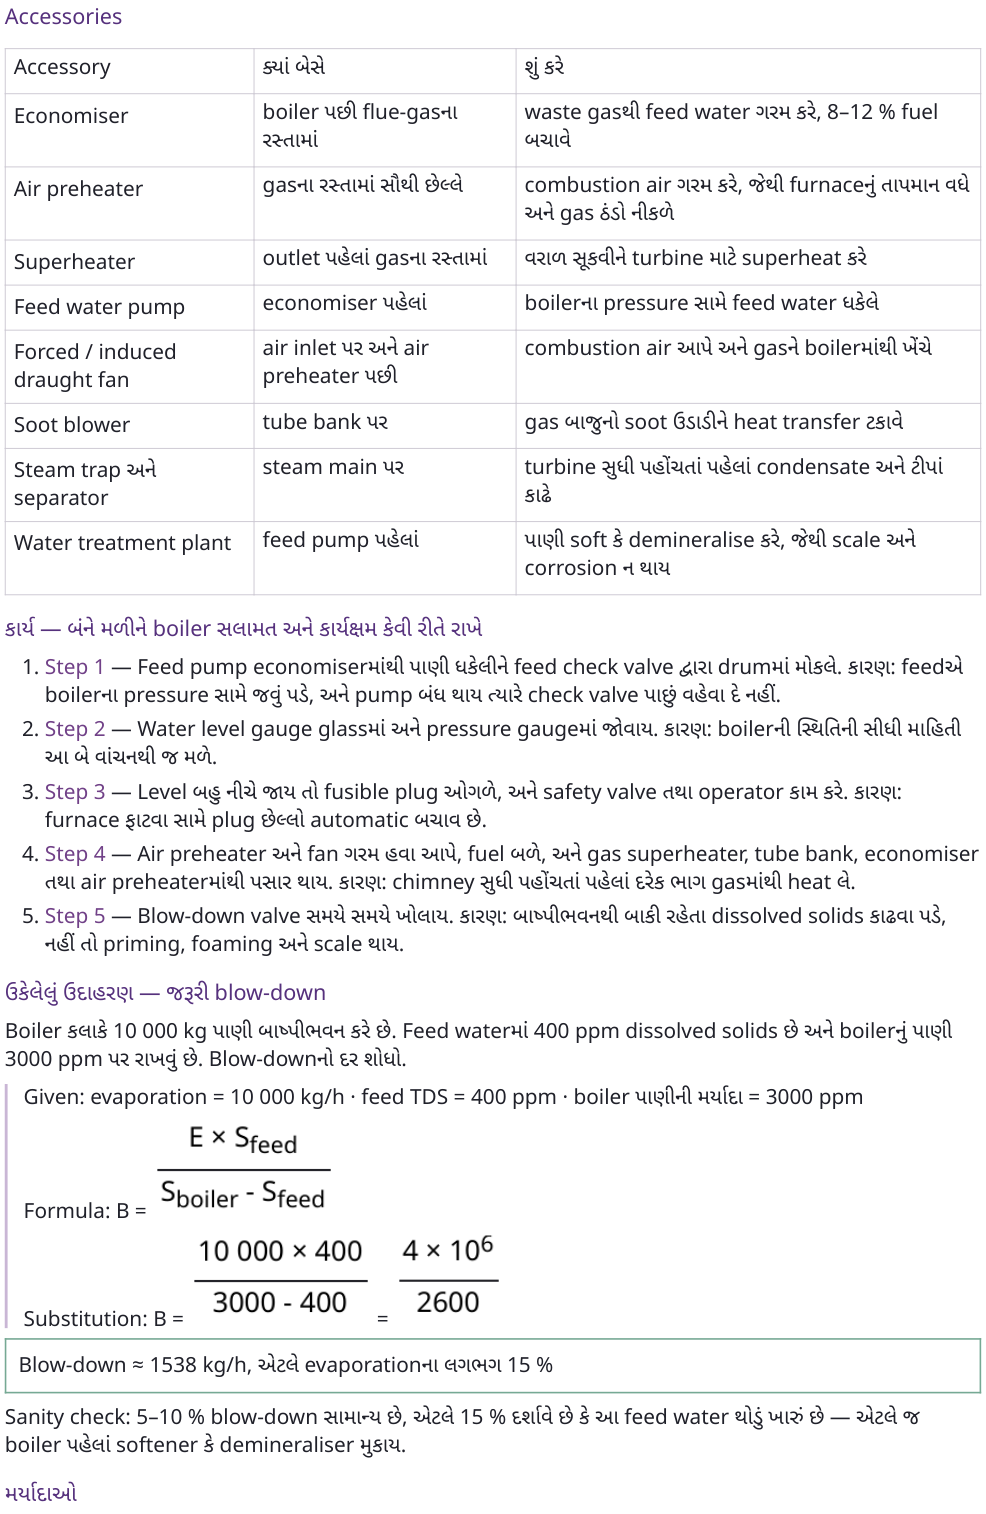 Accessories
Accessory ક્યાં બેસે શું કરે
Economiser boiler પછી flue-gasના waste gasથી feed water ગરમ કરે, 8–12 % fuel
રસ્તામાં બચાવે
Air preheater gasના રસ્તામાં સૌથી છેલ્લે combustion air ગરમ કરે, જેથી furnaceનું તાપમાન વધે
અને gas ઠંડો નીકળે
Superheater outlet પહેલાં gasના રસ્તામાં વરાળ સૂકવીને turbine માટે superheat કરે
Feed water pump economiser પહેલાં boilerના pressure સામે feed water ધકેલે
Forced / induced air inlet પર અને air combustion air આપે અને gasને boilerમાંથી ખેંચે
draught fan preheater પછી
Soot blower tube bank પર gas બાજુનો soot ઉડાડીને heat transfer ટકાવે
Steam trap અને steam main પર turbine સુધી પહોંચતાં પહેલાં condensate અને ટીપાં
separator કાઢે
Water treatment plant feed pump પહેલાં પાણી soft કે demineralise કરે, જેથી scale અને
corrosion ન થાય
કાર્ય — બંને મળીને boiler સલામત અને કાર્યક્ષમ કેવી રીતે રાખે
1. Step 1 — Feed pump economiserમાંથી પાણી ધકેલીને feed check valve દ્વારા drumમાં મોકલે. કારણ: feedએ
boilerના pressure સામે જવું પડે, અને pump બંધ થાય ત્યારે check valve પાછું વહેવા દે નહીં.
2. Step 2 — Water level gauge glassમાં અને pressure gaugeમાં જોવાય. કારણ: boilerની સ્થિતિની સીધી માહિતી
આ બે વાંચનથી જ મળે.
3. Step 3 — Level બહુ નીચે જાય તો fusible plug ઓગળે, અને safety valve તથા operator કામ કરે. કારણ:
furnace ફાટવા સામે plug છેલ્લો automatic બચાવ છે.
4. Step 4 — Air preheater અને fan ગરમ હવા આપે, fuel બળે, અને gas superheater, tube bank, economiser
તથા air preheaterમાંથી પસાર થાય. કારણ: chimney સુધી પહોંચતાં પહેલાં દરેક ભાગ gasમાંથી heat લે.
5. Step 5 — Blow-down valve સમયે સમયે ખોલાય. કારણ: બાષ્પીભવનથી બાકી રહેતા dissolved solids કાઢવા પડે,
નહીં તો priming, foaming અને scale થાય.
ઉકેલેલું ઉદાહરણ — જરૂરી blow-down
Boiler કલાકે 10 000 kg પાણી બાષ્પીભવન કરે છે. Feed waterમાં 400 ppm dissolved solids છે અને boilerનું પાણી
3000 ppm પર રાખવું છે. Blow-downનો દર શોધો.
Given: evaporation = 10 000 kg/h · feed TDS = 400 ppm · boiler પાણીની મર્યાદા = 3000 ppm
E × Sfeed
Sboiler - Sfeed
Formula: B =
10 000 × 400 4 × 10⁶
3000 - 400 2600
Substitution: B = =
Blow-down ≈ 1538 kg/h, એટલે evaporationના લગભગ 15 %
Sanity check: 5–10 % blow-down સામાન્ય છે, એટલે 15 % દર્શાવે છે કે આ feed water થોડું ખારું છે — એટલે જ
boiler પહેલાં softener કે demineraliser મુકાય.
મર્યાદાઓ